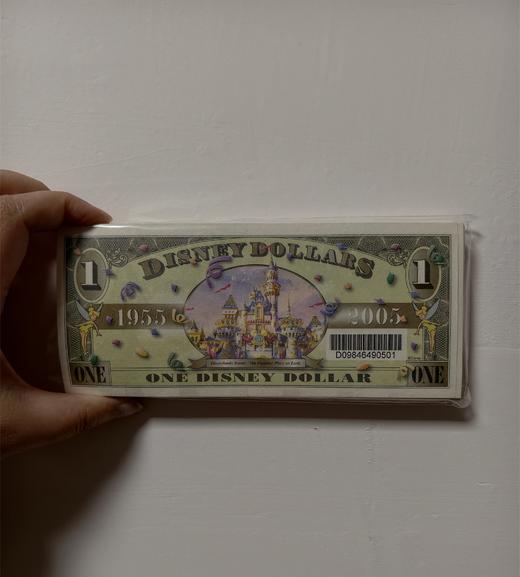 DISNEY DOLLARS
1 1
1955 2005
D09846490501
ONE ONE DISNEY DOLLAR ONE